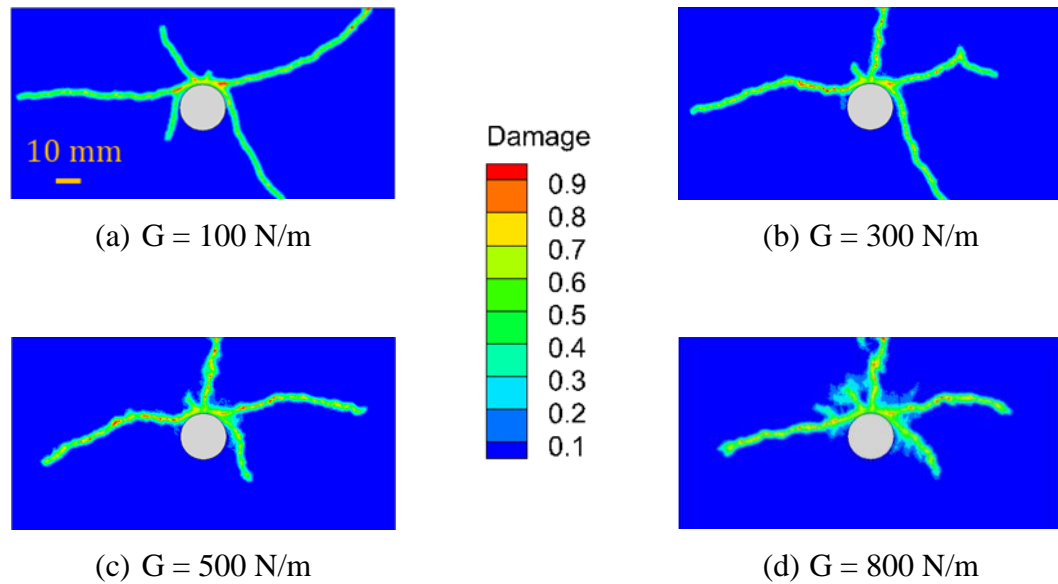 10 mm
(a) G = 100 N/m
Damage
0.9
0.8
0.7
0.6
0.5
0.4
0.3
0.2
0.1
(b) G = 300 N/m
(c) G = 500 N/m
(d) G = 800 N/m